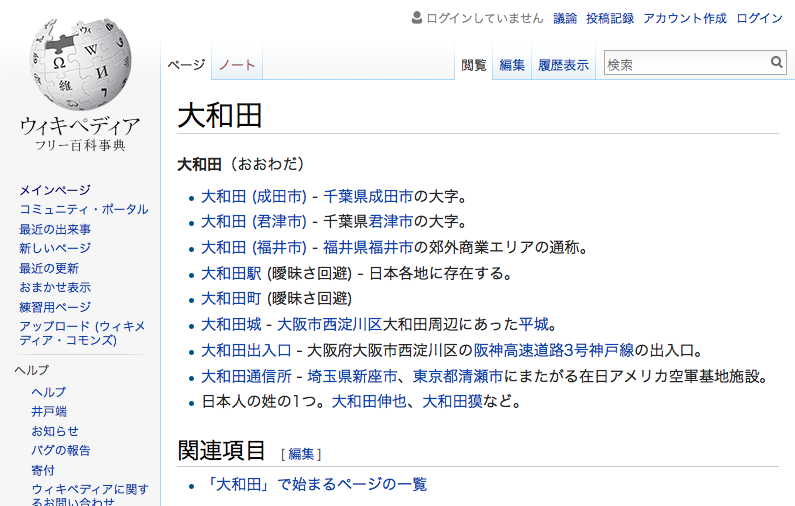 ログインしていません 議論 投稿記録 アカウント作成 ログイン
ページ ノート 閲覧 編集 履歴表示 検索
Ω W 維 И
ウィキペディア
フリー百科事典
メインページ
コミュニティ・ポータル
最近の出来事
新しいページ
最近の更新
おまかせ表示
練習用ページ
アップロード (ウィキメ
ディア・コモンズ)
ヘルプ
ヘルプ
井戸端
お知らせ
バグの報告
寄付
ウィキペディアに関す
るお問い合わせ
大和田
大和田（おおわだ）
大和田 (成田市) - 千葉県成田市の大字。
大和田 (君津市) - 千葉県君津市の大字。
大和田 (福井市) - 福井県福井市の郊外商業エリアの通称。
大和田駅 (曖昧さ回避) - 日本各地に存在する。
大和田町 (曖昧さ回避)
大和田城 - 大阪市西淀川区大和田周辺にあった平城。
大和田出入口 - 大阪府大阪市西淀川区の阪神高速道路3号神戸線の出入口。
大和田通信所 - 埼玉県新座市、東京都清瀬市にまたがる在日アメリカ空軍基地施設。
日本人の姓の1つ。大和田伸也、大和田獏など。
関連項目 [編集]
「大和田」で始まるページの一覧